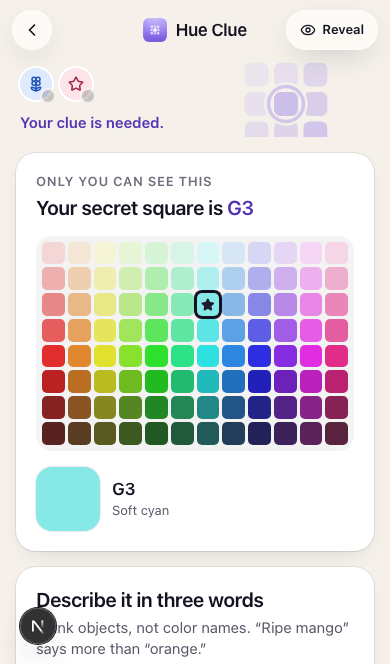 Hue Clue
Reveal
Your clue is needed.
ONLY YOU CAN SEE THIS
Your secret square is G3
G3
Soft cyan
Describe it in three words
N
objects, not color names. “Ripe mango”
says more than “orange.”